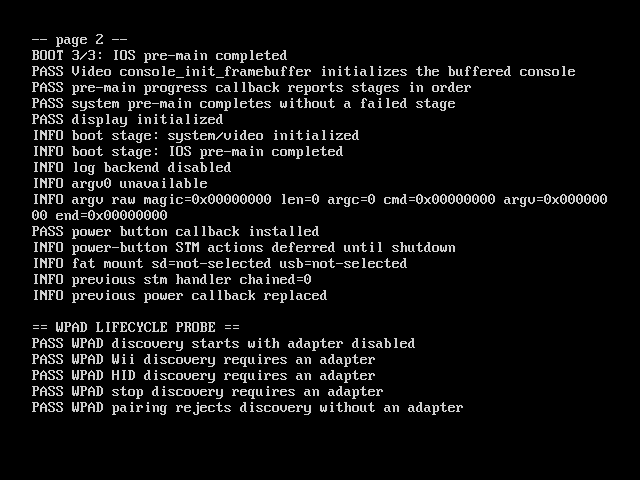 -- page 2 --
BOOT 3/3: IOS pre-main completed
PASS Video console_init_framebuffer initializes the buffered console
PASS pre-main progress callback reports stages in order
PASS system pre-main completes without a failed stage
PASS display initialized
INFO boot stage: system/video initialized
INFO boot stage: IOS pre-main completed
INFO log backend disabled
INFO argv0 unavailable
INFO argv raw magic=0x00000000 len=0 argc=0 cmd=0x00000000 argv=0x000000
00 end=0x00000000
PASS power button callback installed
INFO power-button STM actions deferred until shutdown
INFO fat mount sd=not-selected usb=not-selected
INFO previous stm handler chained=0
INFO previous power callback replaced
== WPAD LIFECYCLE PROBE ==
PASS WPAD discovery starts with adapter disabled
PASS WPAD Wii discovery requires an adapter
PASS WPAD HID discovery requires an adapter
PASS WPAD stop discovery requires an adapter
PASS WPAD pairing rejects discovery without an adapter